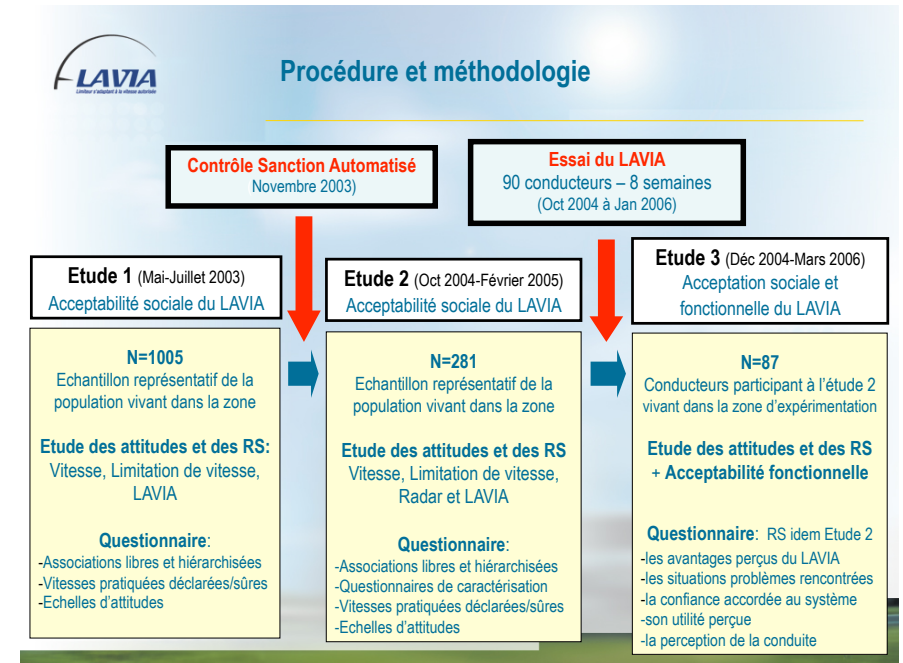 LAVIA
Limiteur s'adaptant à la vitesse autorisée
Procédure et méthodologie
Contrôle Sanction Automatisé
Novembre 2003)
Essai du LAVIA
90 conducteurs – 8 semaines
(Oct 2004 à Jan 2006)
Etude 1 (Mai-Juillet 2003)
Acceptabilité sociale du LAVIA
Etude 2 (Oct 2004-Février 2005)
Acceptabilité sociale du LAVIA
Etude 3 (Déc 2004-Mars 2006)
Acceptation sociale et
fonctionnelle du LAVIA
N=1005
Echantillon représentatif de la
population vivant dans la zone
Etude des attitudes et des RS:
Vitesse, Limitation de vitesse,
LAVIA
Questionnaire:
-Associations libres et hiérarchisées
-Vitesses pratiquées déclarées/sûres
-Echelles d'attitudes
N=281
Echantillon représentatif de la
population vivant dans la zone
Etude des attitudes et des RS
Vitesse, Limitation de vitesse,
Radar et LAVIA
Questionnaire:
-Associations libres et hiérarchisées
-Questionnaires de caractérisation
-Vitesses pratiquées déclarées/sûres
-Echelles d'attitudes
N=87
Conducteurs participant à l'étude 2
vivant dans la zone d'expérimentation
Etude des attitudes et des RS
+ Acceptabilité fonctionnelle
Questionnaire: RS idem Etude 2
-les avantages perçus du LAVIA
-les situations problèmes rencontrées
-la confiance accordée au système
-son utilité perçue
-la perception de la conduite